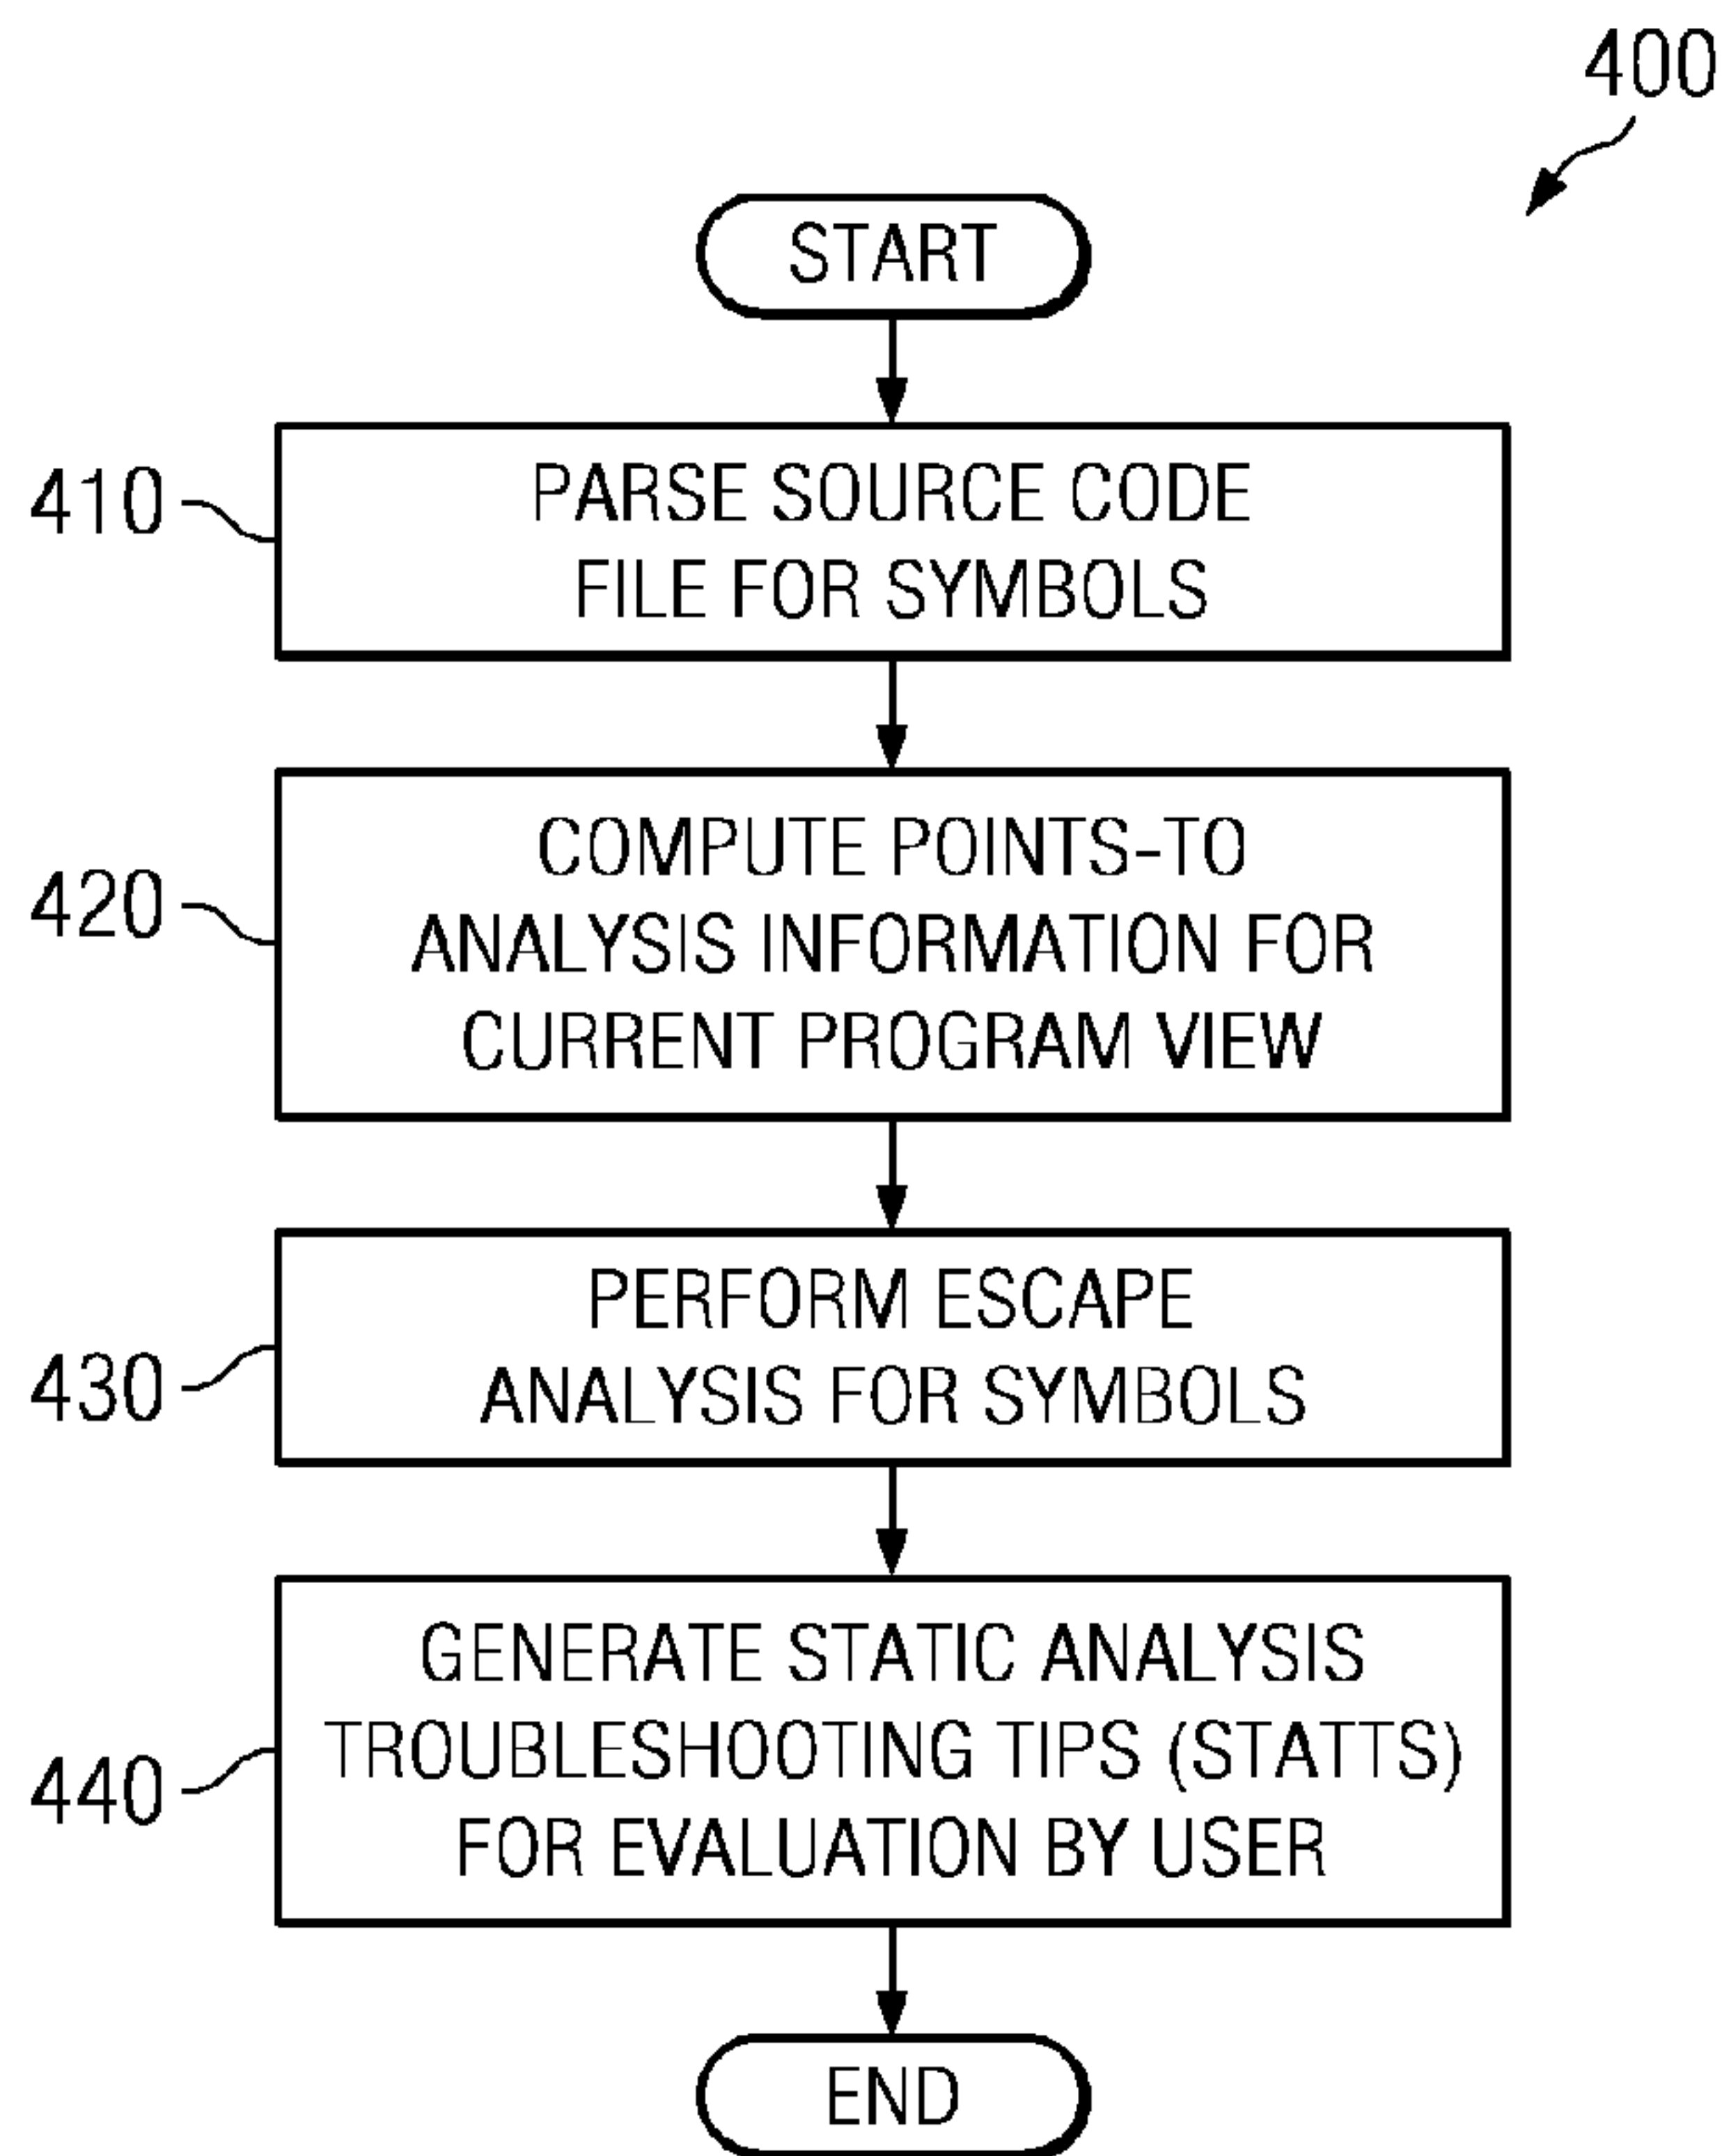 400
START
410
PARSE SOURCE CODE
FILE FOR SYMBOLS
420
COMPUTE POINTS-TO
ANALYSIS INFORMATION FOR
CURRENT PROGRAM VIEW
430
PERFORM ESCAPE
ANALYSIS FOR SYMBOLS
440
GENERATE STATIC ANALYSIS
TROUBLESHOOTING TIPS (STATTS)
FOR EVALUATION BY USER
END